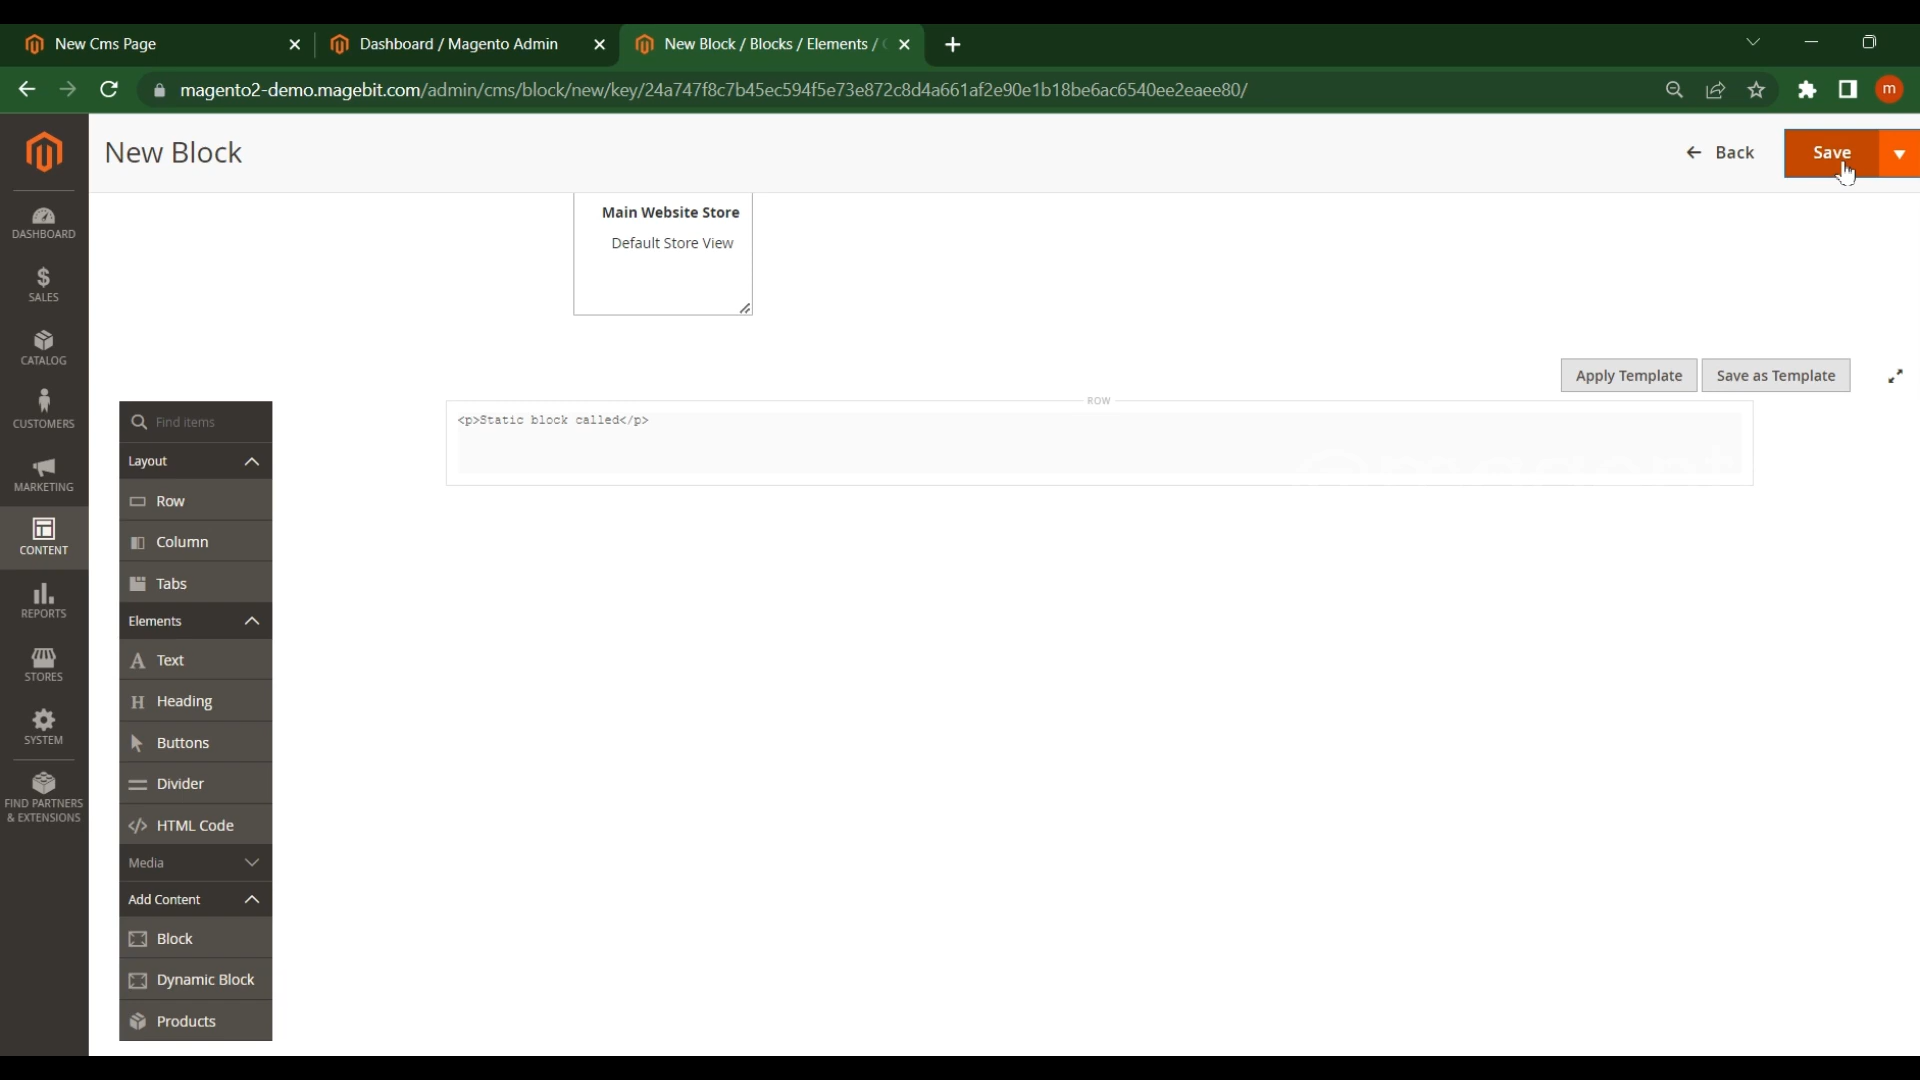 New Cms Page
Dashboard / Magento Admin
New Block / Blocks / Elements /
magento2-demo.magebit.com/admin/cms/block/new/key/24a747f8c7b45ec594f5e73e872c8d4a661af2e90e1b18be6ac6540ee2eaee80/
m
New Block
Back
Save
Main Website Store
Default Store View
Apply Template
Save as Template
ROW
<p>Static block called</p>
DASHBOARD
SALES
CATALOG
CUSTOMERS
MARKETING
CONTENT
REPORTS
STORES
SYSTEM
FIND PARTNERS
& EXTENSIONS
Find items
Layout
Row
Column
Tabs
Elements
Text
Heading
Buttons
Divider
HTML Code
Media
Add Content
Block
Dynamic Block
Products